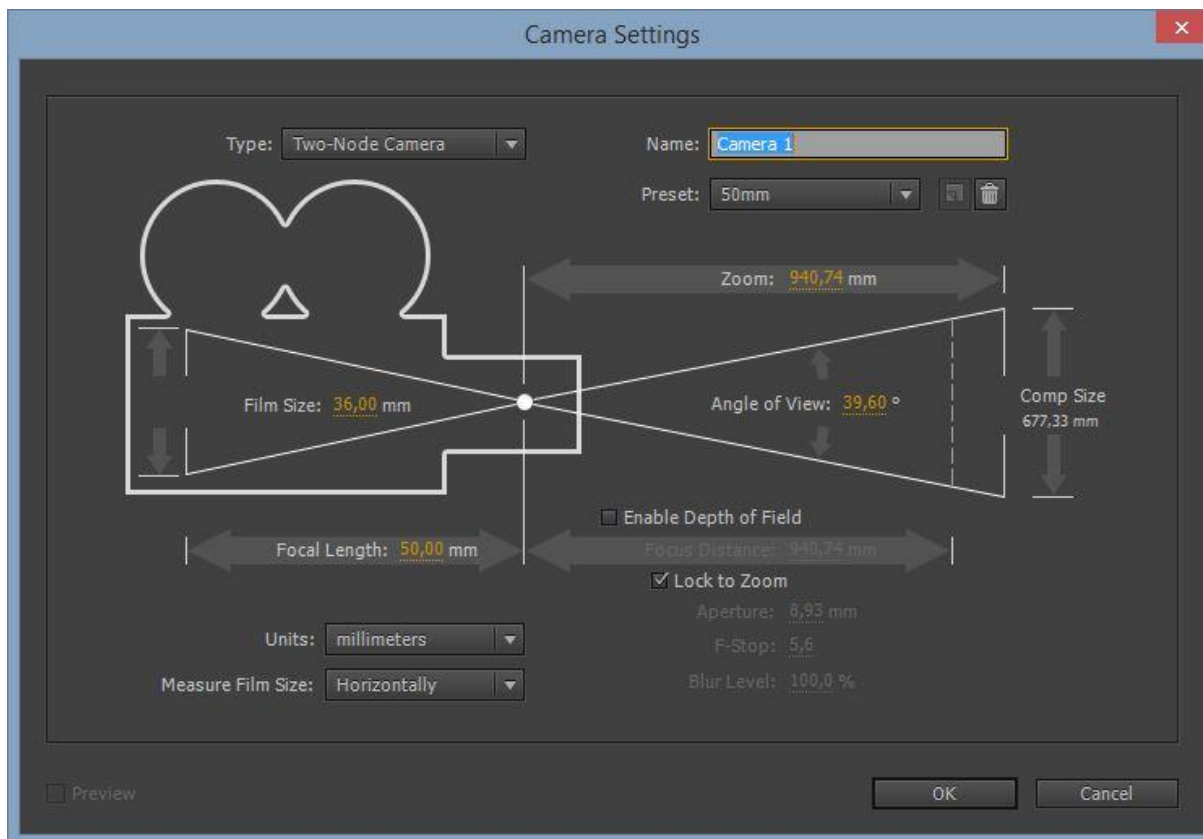 Camera Settings
Type: Two-Node Camera
Name: Camera 1
Preset: 50mm
Zoom: 940,74 mm
Film Size: 36,00 mm
Angle of View: 39,60 °
Comp Size
677,33 mm
Enable Depth of Field
Focal Length: 50,00 mm
Focus Distance: 940,74 mm
Lock to Zoom
Aperture: 8,93 mm
F-Stop: 5,6
Blur Level: 100,0 %
Units: millimeters
Measure Film Size: Horizontally
Preview
OK
Cancel